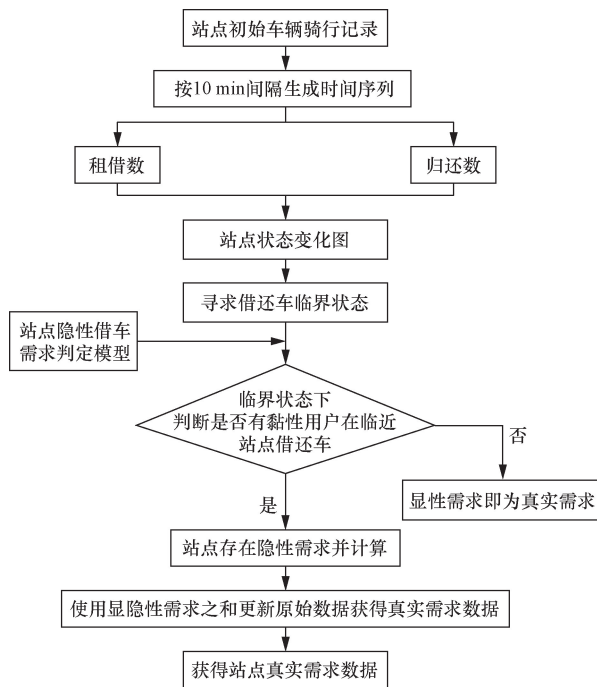 站点初始车辆骑行记录
按10 min间隔生成时间序列
租借数
归还数
站点状态变化图
寻求借还车临界状态
站点隐性借车
需求判定模型
临界状态下
判断是否有黏性用户在临近
站点借还车
否
显性需求即为真实需求
是
站点存在隐性需求并计算
使用显隐性需求之和更新原始数据获得真实需求数据
获得站点真实需求数据